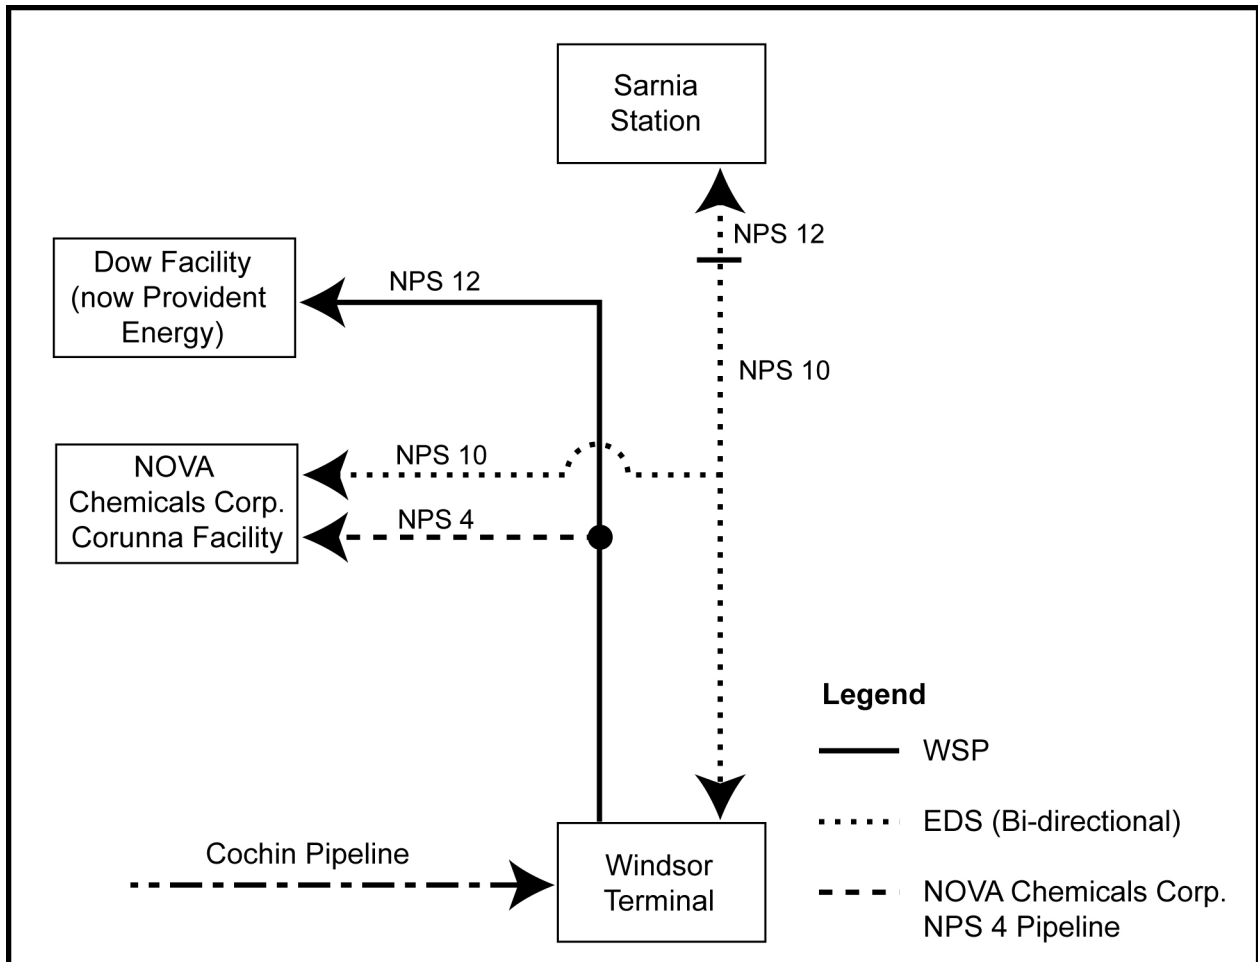 Sarnia
Station
NPS 12
Dow Facility
(now Provident
Energy)
NPS 12
NPS 10
NOVA
Chemicals Corp.
Corunna Facility
NPS 10
NPS 4
Legend
WSP
EDS (Bi-directional)
NOVA Chemicals Corp.
NPS 4 Pipeline
Cochin Pipeline
Windsor
Terminal